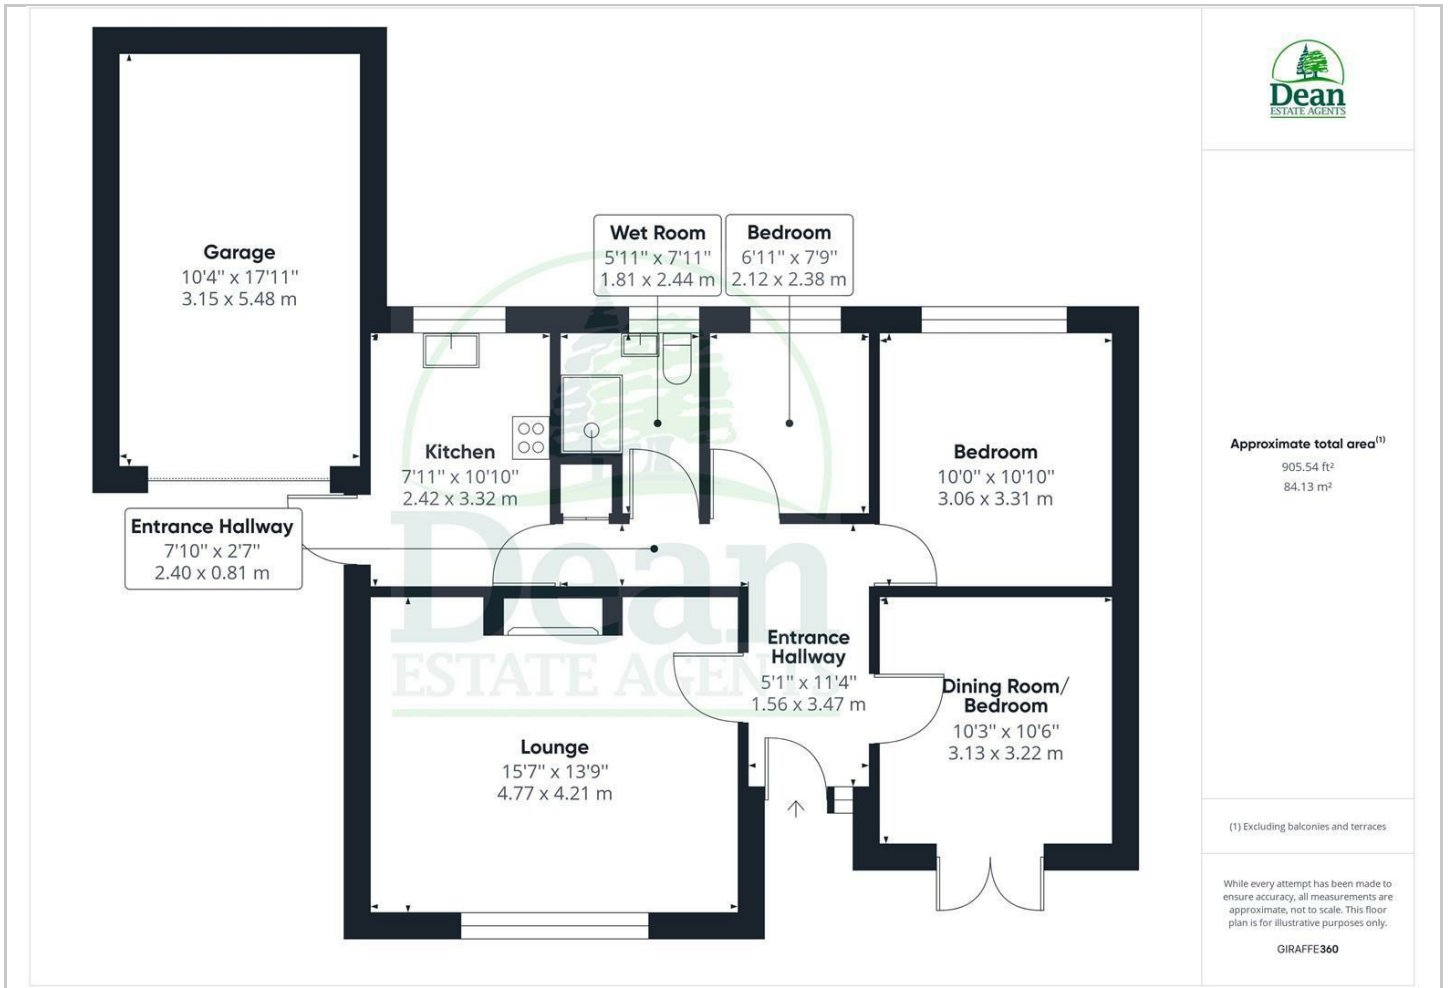 Dean
ESTATE AGENTS
Garage
10'4" x 17'11"
3.15 x 5.48 m
Wet Room
5'11" x 7'11"
1.81 x 2.44 m
Bedroom
6'11" x 7'9"
2.12 x 2.38 m
Kitchen
7'11" x 10'10"
2.42 x 3.32 m
Bedroom
10'0" x 10'10"
3.06 x 3.31 m
Entrance Hallway
7'10" x 2'7"
2.40 x 0.81 m
Entrance
Hallway
5'1" x 11'4"
1.56 x 3.47 m
Dining Room/
Bedroom
10'3" x 10'6"
3.13 x 3.22 m
Lounge
15'7" x 13'9"
4.77 x 4.21 m
Dean
ESTATE AGENTS
Approximate total area(1)
905.54 ft²
84.13 m²
(1) Excluding balconies and terraces
While every attempt has been made to
ensure accuracy, all measurements are
approximate, not to scale. This floor
plan is for illustrative purposes only.
GIRAFFE360